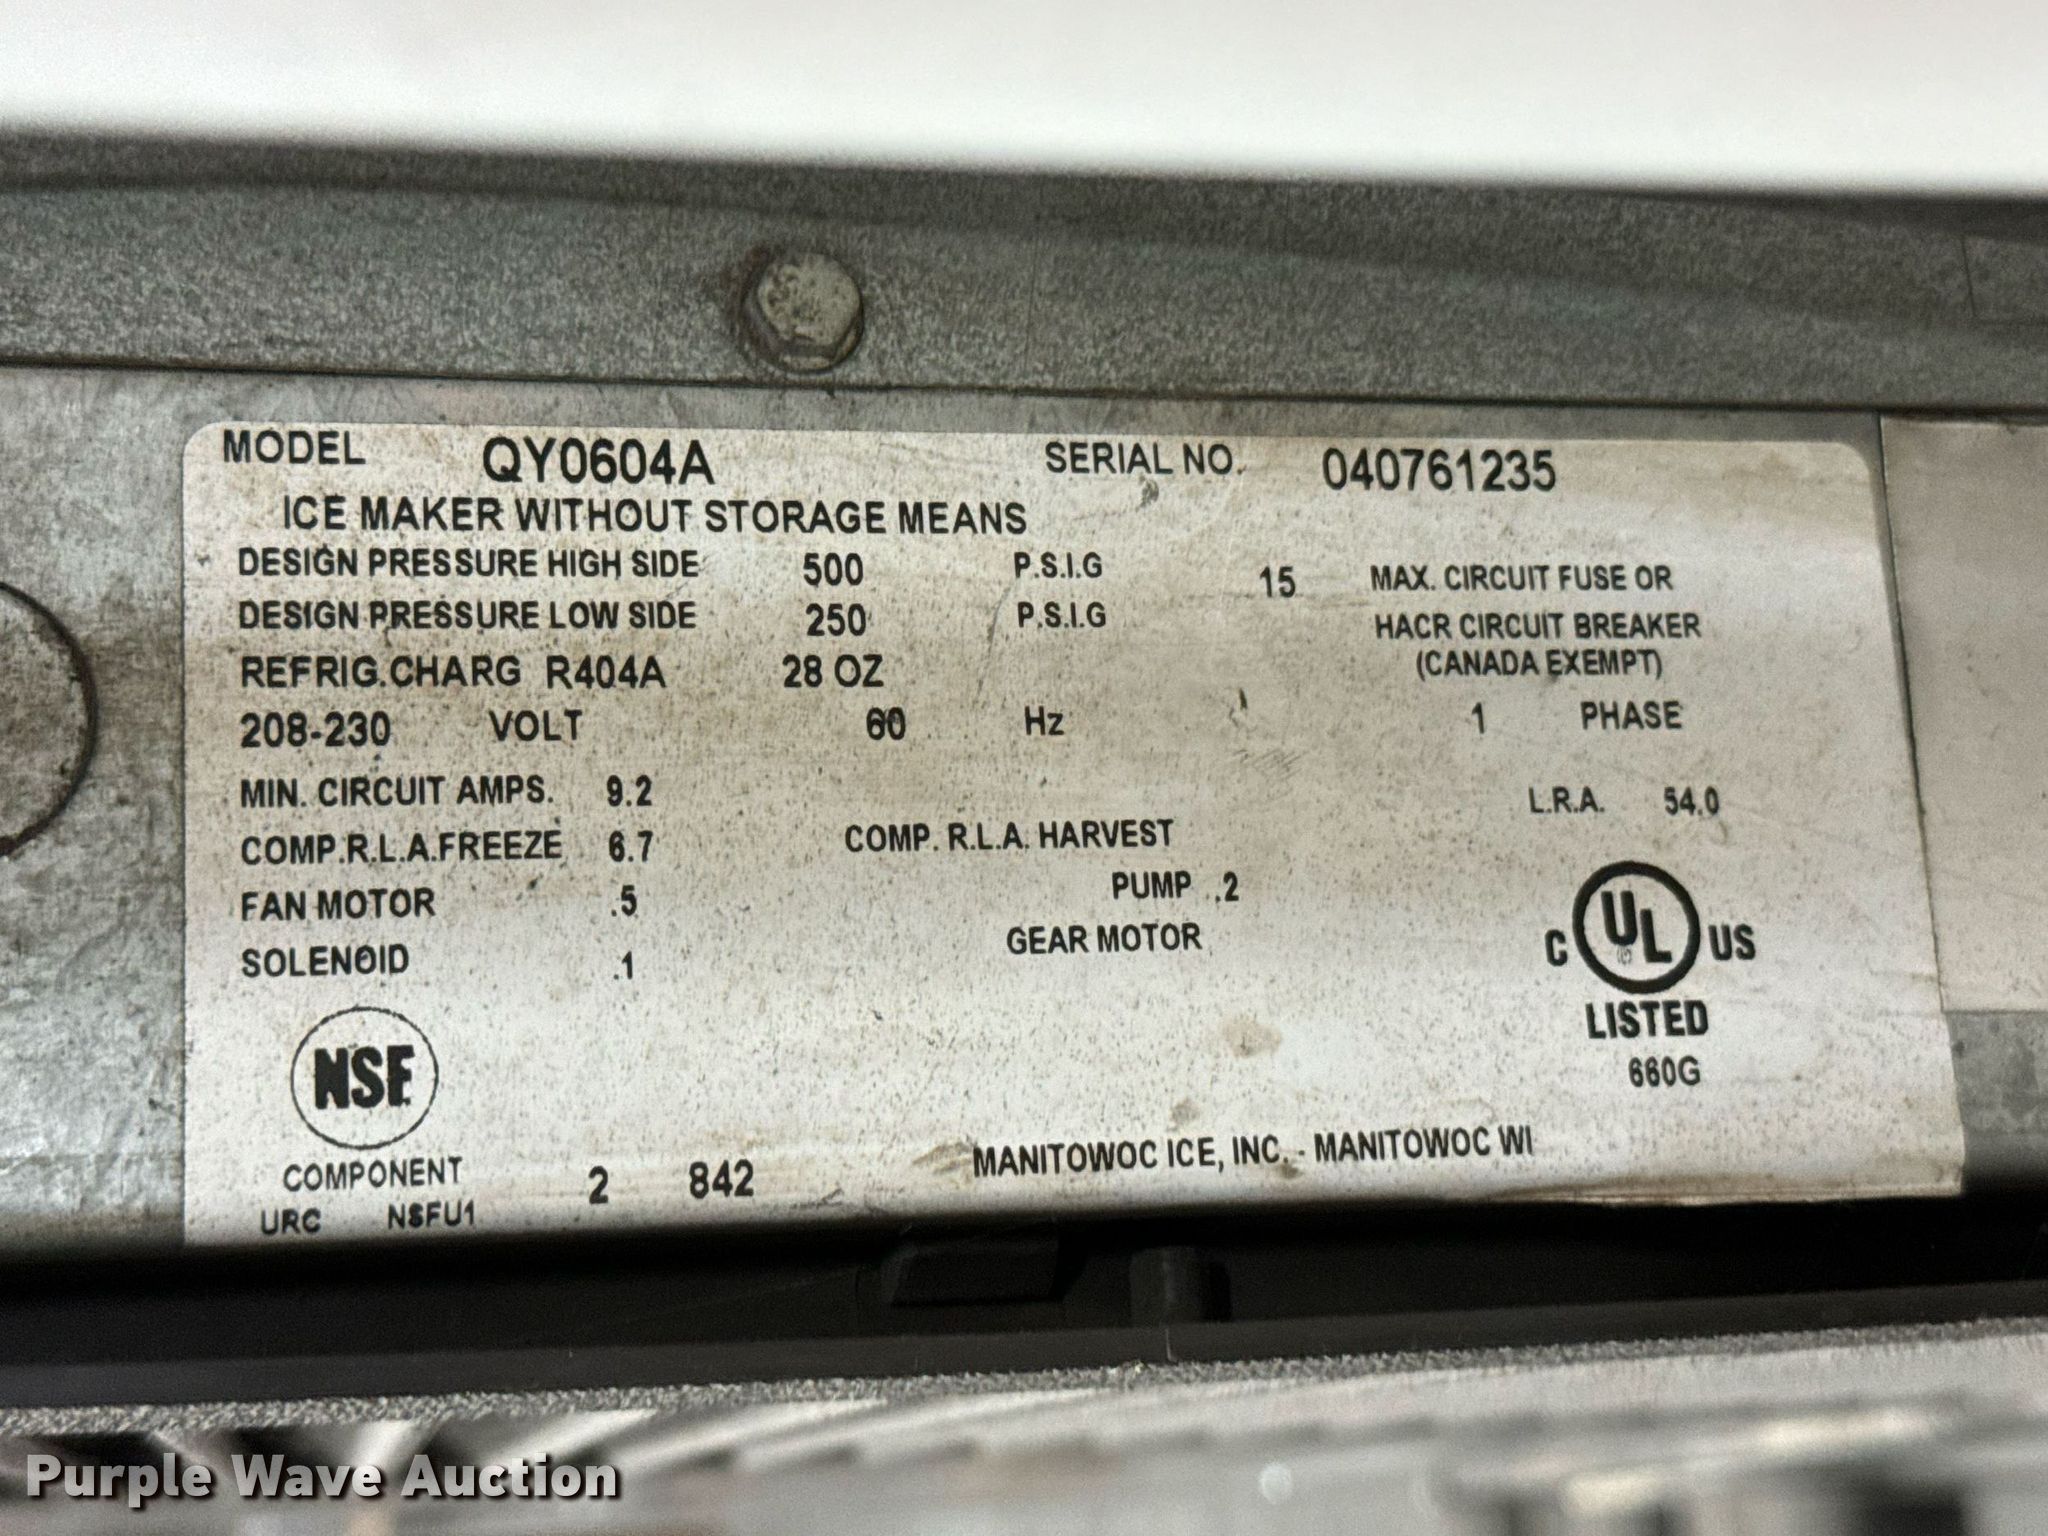 MODEL QY0604A SERIAL NO. 040761235
ICE MAKER WITHOUT STORAGE MEANS
DESIGN PRESSURE HIGH SIDE 500 P.S.I.G 15 MAX. CIRCUIT FUSE OR
DESIGN PRESSURE LOW SIDE 250 P.S.I.G HACR CIRCUIT BREAKER
REFRIG.CHARG R404A 28 OZ (CANADA EXEMPT)
208-230 VOLT 60 Hz 1 PHASE
MIN. CIRCUIT AMPS. 9.2 L.R.A. 54.0
COMP.R.L.A.FREEZE 6.7 COMP. R.L.A. HARVEST
FAN MOTOR .5 PUMP .2
SOLENOID .1 GEAR MOTOR
C UL US
LISTED
660G
NSF
COMPONENT 2 842 MANITOWOC ICE, INC. - MANITOWOC WI
URC NSFU1
Purple Wave Auction